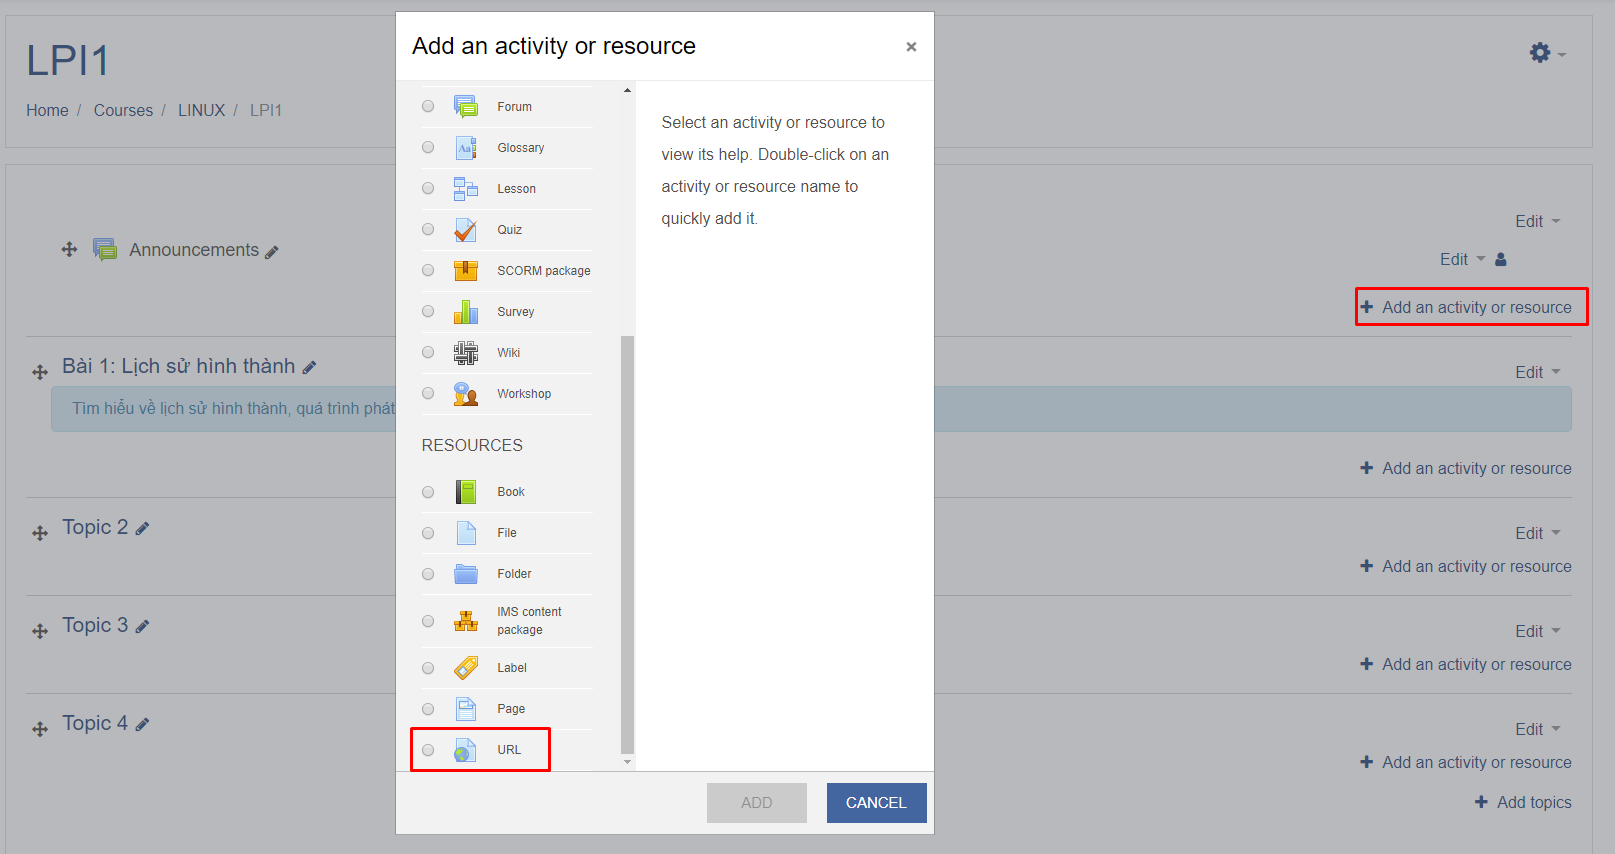 LPI1
Home / Courses / LINUX / LPI1
Edit
Announcements
Edit
Add an activity or resource
Bài 1: Lịch sử hình thành
Edit
Tìm hiểu về lịch sử hình thành, quá trình phát
Add an activity or resource
Topic 2
Edit
Add an activity or resource
Topic 3
Edit
Add an activity or resource
Topic 4
Edit
Add an activity or resource
Add topics
Add an activity or resource
×
Forum
Glossary
Lesson
Quiz
SCORM package
Survey
Wiki
Workshop
RESOURCES
Book
File
Folder
IMS content
package
Label
Page
URL
Select an activity or resource to
view its help. Double-click on an
activity or resource name to
quickly add it.
ADD
CANCEL